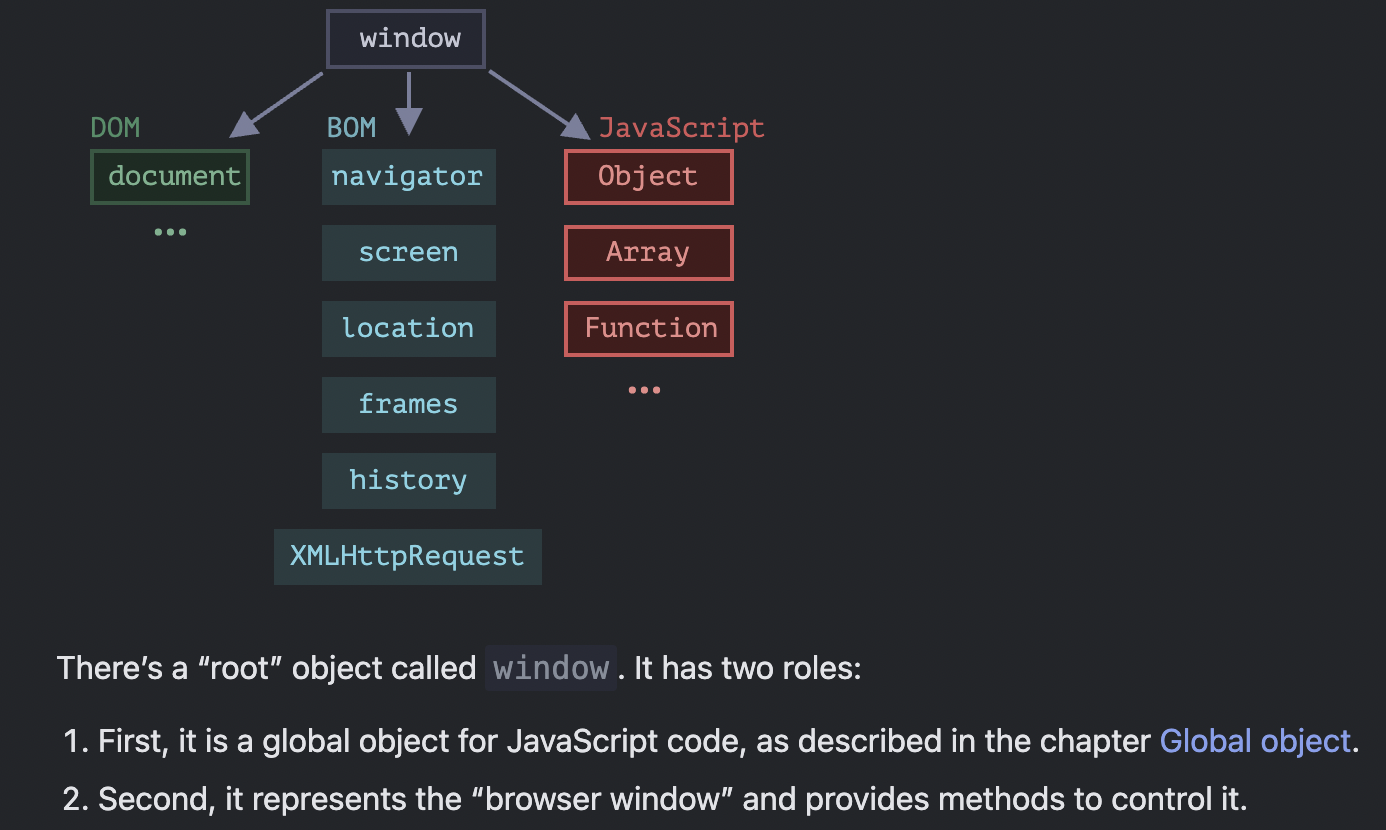 window
DOM
BOM
JavaScript
document
navigator
Object
...
screen
Array
location
Function
frames
...
history
XMLHttpRequest
There’s a “root” object called window. It has two roles:
1. First, it is a global object for JavaScript code, as described in the chapter Global object.
2. Second, it represents the “browser window” and provides methods to control it.